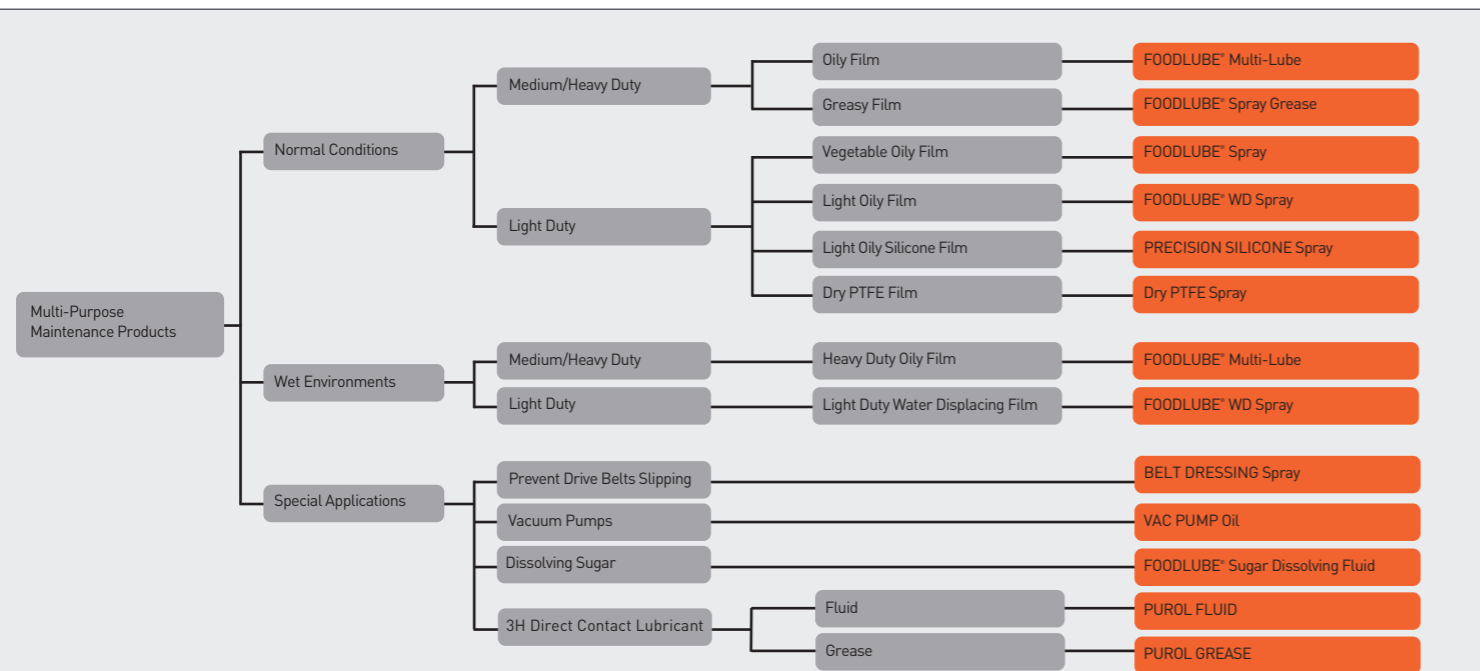 Oily Film
FOODLUBE® Multi-Lube
Medium/Heavy Duty
Greasy Film
FOODLUBE® Spray Grease
Normal Conditions
Vegetable Oily Film
FOODLUBE® Spray
Light Oily Film
FOODLUBE® WD Spray
Light Duty
Light Oily Silicone Film
PRECISION SILICONE Spray
Dry PTFE Film
Dry PTFE Spray
Multi-Purpose
Maintenance Products
Medium/Heavy Duty
Heavy Duty Oily Film
FOODLUBE® Multi-Lube
Wet Environments
Light Duty
Light Duty Water Displacing Film
FOODLUBE® WD Spray
Prevent Drive Belts Slipping
BELT DRESSING Spray
Special Applications
Vacuum Pumps
VAC PUMP Oil
Dissolving Sugar
FOODLUBE® Sugar Dissolving Fluid
3H Direct Contact Lubricant
Fluid
PUROL FLUID
Grease
PUROL GREASE